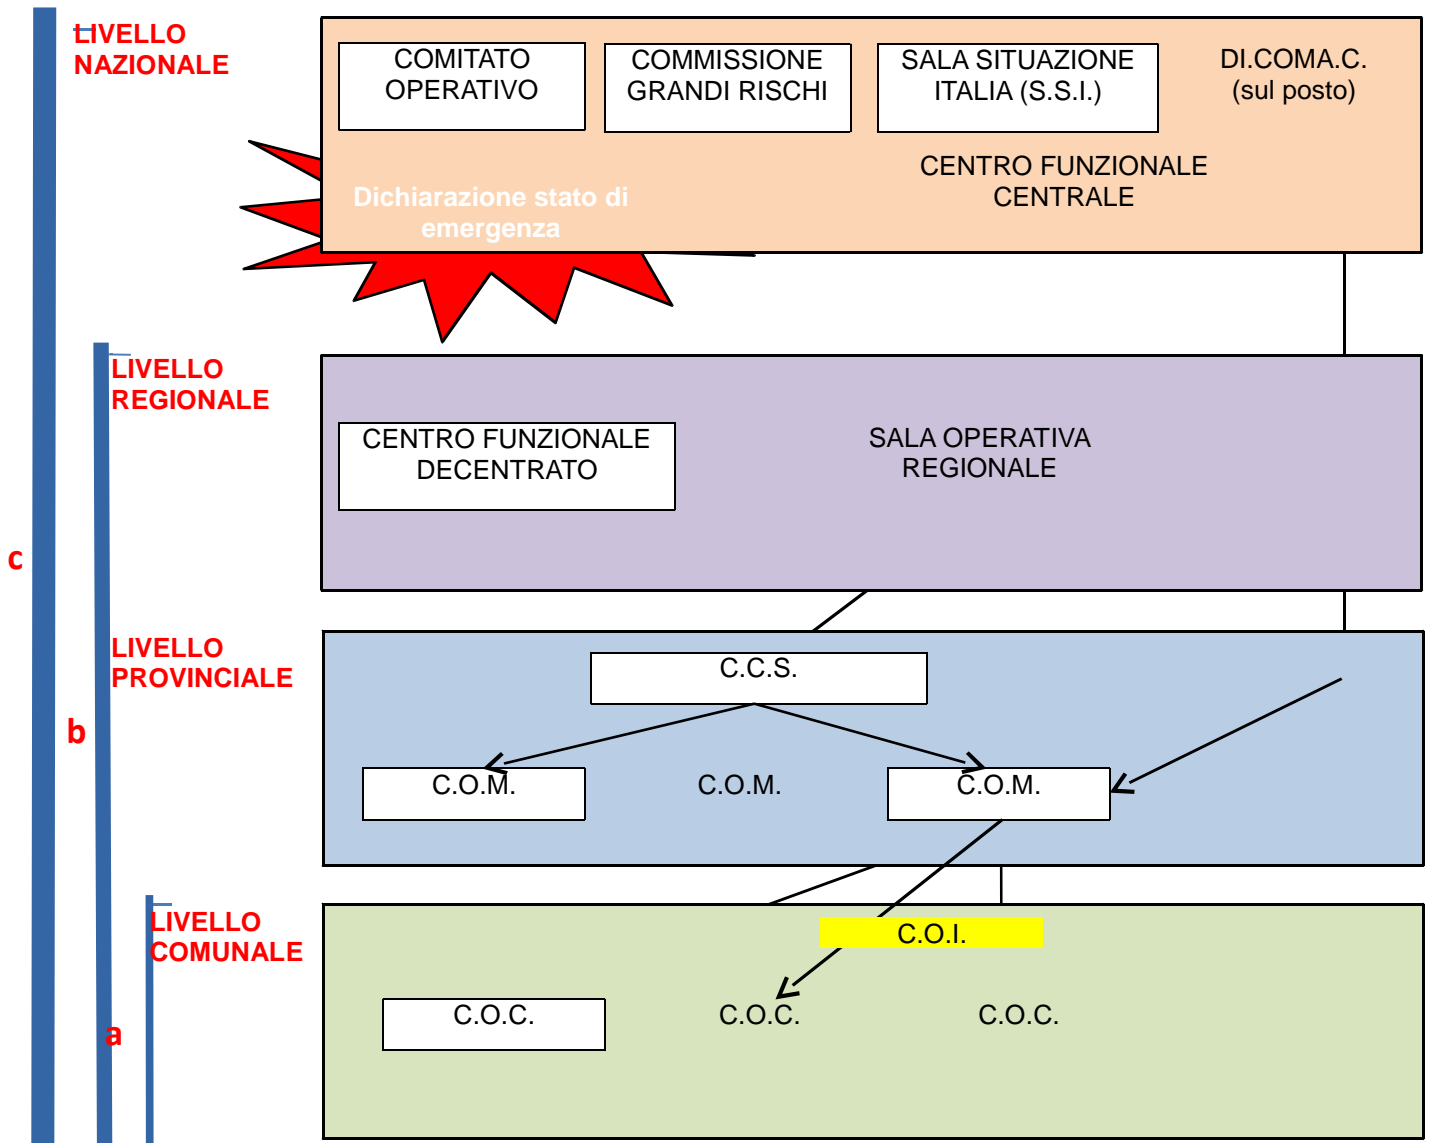 LIVELLO
NAZIONALE
COMITATO
OPERATIVO
COMMISSIONE
GRANDI RISCHI
SALA SITUAZIONE
ITALIA (S.S.I.)
DI.COMA.C.
(sul posto)
CENTRO FUNZIONALE
CENTRALE
Dichiarazione stato di
emergenza
LIVELLO
REGIONALE
CENTRO FUNZIONALE
DECENTRATO
SALA OPERATIVA
REGIONALE
c
LIVELLO
PROVINCIALE
C.C.S.
b
C.O.M.
C.O.M.
C.O.M.
LIVELLO
COMUNALE
C.O.I.
C.O.C.
C.O.C.
C.O.C.
a